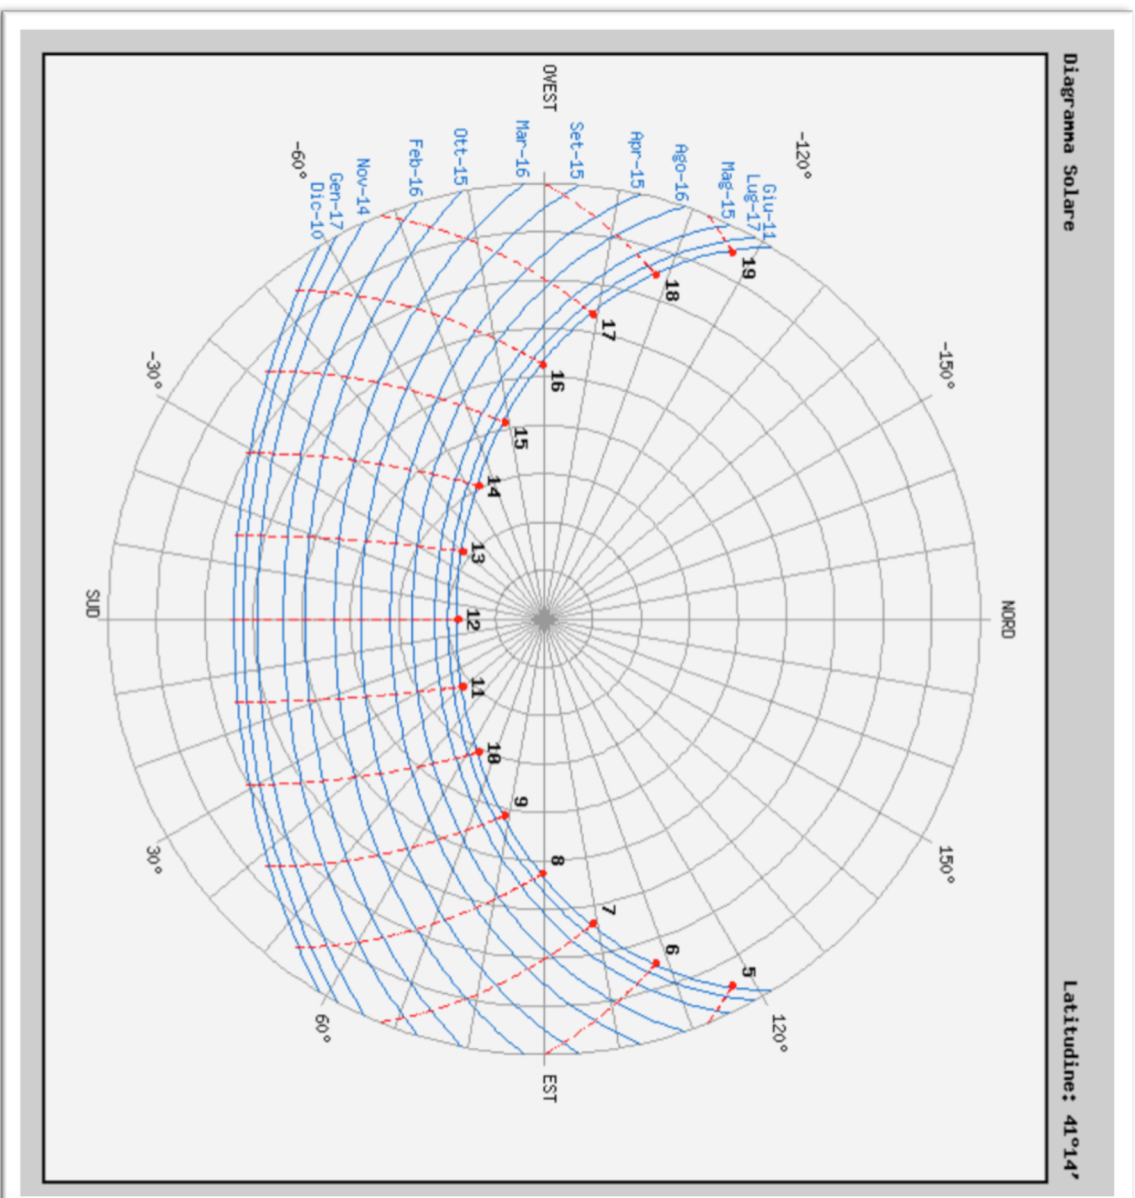 Diagramma Solare
Latitudine: 41°14'
NORD
-150°
150°
-120°
120°
Giu-11
Lug-17
Mag-15
Ago-16
Apr-15
Set-15
Mar-16
Ott-15
Feb-16
Nov-14
Gen-17
Dic-10
19
18
17
16
15
14
13
12
11
10
9
8
7
6
5
OVEST
EST
-60°
60°
-30°
30°
SUD